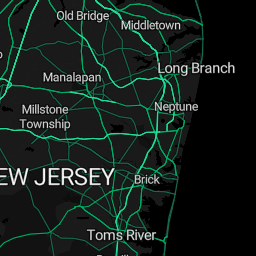 Old Bridge
Middletown
Long Branch
Manalapan
Neptune
Millstone
Township
EW JERSEY
Brick
Toms River